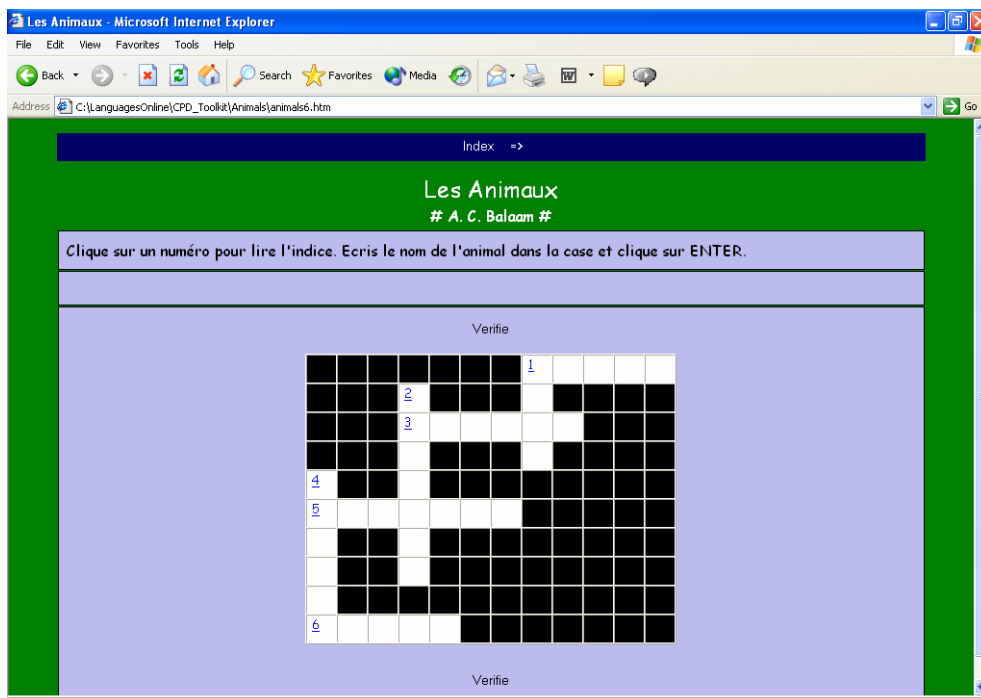 Les Animaux - Microsoft Internet Explorer
File Edit View Favorites Tools Help
Back Search Favorites Media
Address C:\LanguagesOnline\CPD_Toolkit\Animals\animals6.htm Go
Index =>
Les Animaux
# A. C. Balaam #
Clique sur un numéro pour lire l'indice. Ecris le nom de l'animal dans la case et clique sur ENTER.
Verifie
1
2
3
4
5
6
Verifie